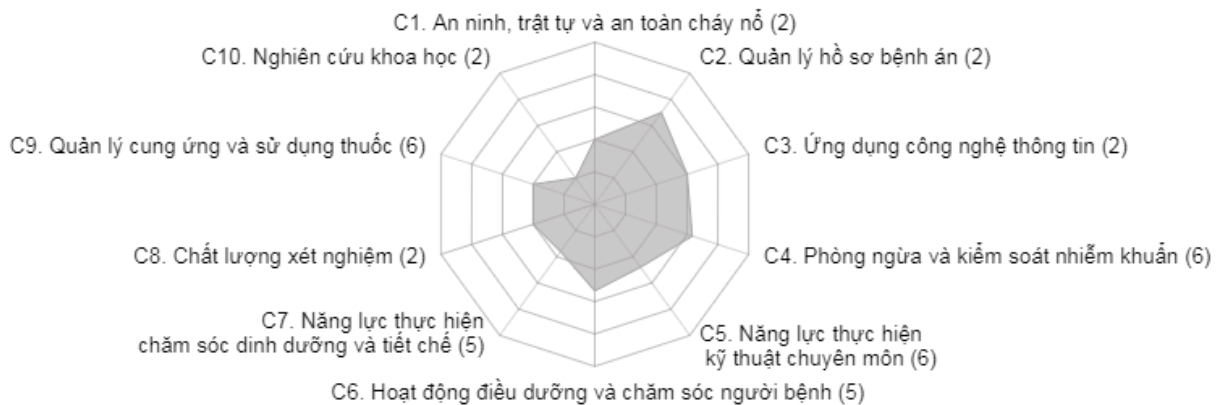 C1. An ninh, trật tự và an toàn cháy nổ (2)
C10. Nghiên cứu khoa học (2)
C2. Quản lý hồ sơ bệnh án (2)
C9. Quản lý cung ứng và sử dụng thuốc (6)
C3. Ứng dụng công nghệ thông tin (2)
C8. Chất lượng xét nghiệm (2)
C4. Phòng ngừa và kiểm soát nhiễm khuẩn (6)
C7. Năng lực thực hiện
chăm sóc dinh dưỡng và tiết chế (5)
C5. Năng lực thực hiện
kỹ thuật chuyên môn (6)
C6. Hoạt động điều dưỡng và chăm sóc người bệnh (5)